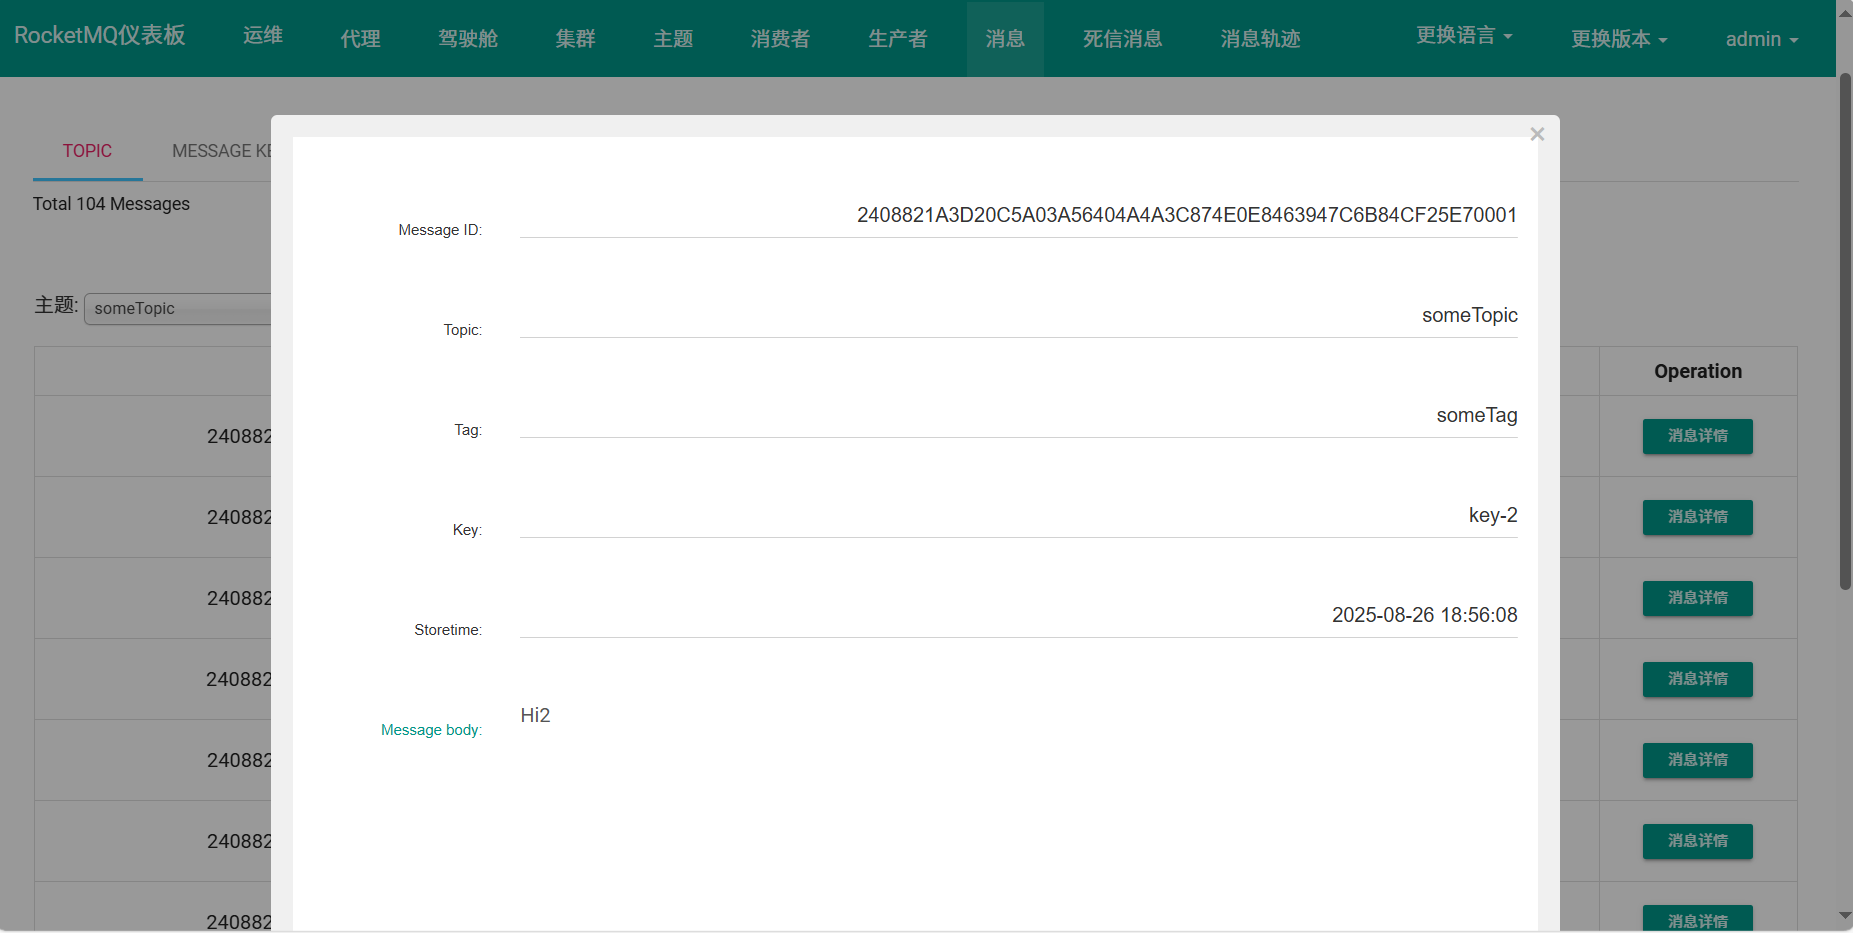 RocketMQ仪表板 运维 代理 驾驶舱 集群 主题 消费者 生产者 消息 死信消息 消息轨迹 更换语言 更换版本 admin
TOPIC MESSAGE KE
Total 104 Messages
主题: someTopic
Operation
240882 消息详情
240882 消息详情
240882 消息详情
240882 消息详情
240882 消息详情
240882 消息详情
240882 消息详情
×
Message ID: 2408821A3D20C5A03A56404A4A3C874E0E8463947C6B84CF25E70001
Topic: someTopic
Tag: someTag
Key: key-2
Storetime: 2025-08-26 18:56:08
Message body: Hi2